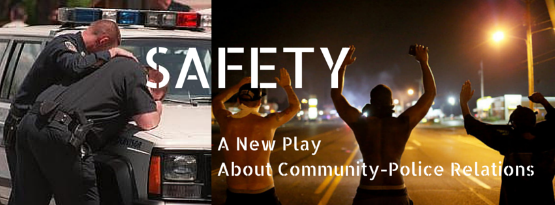 SAFETY
A New Play
About Community-Police Relations